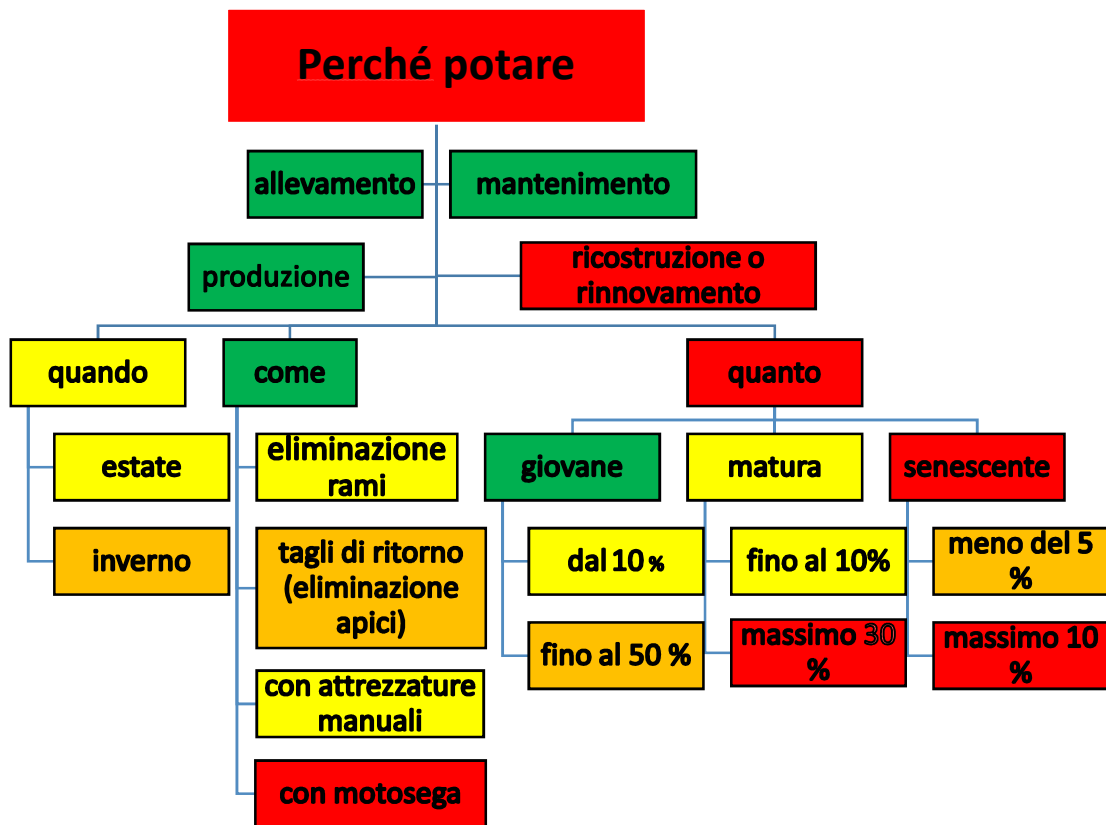 Perché potare
allevamento
mantenimento
produzione
ricostruzione o
rinnovamento
quando
come
quanto
estate
inverno
eliminazione
rami
tagli di ritorno
(eliminazione
apici)
con attrezzature
manuali
con motosega
giovane
matura
senescente
dal 10 %
fino al 10%
meno del 5
%
fino al 50 %
massimo 30
%
massimo 10
%